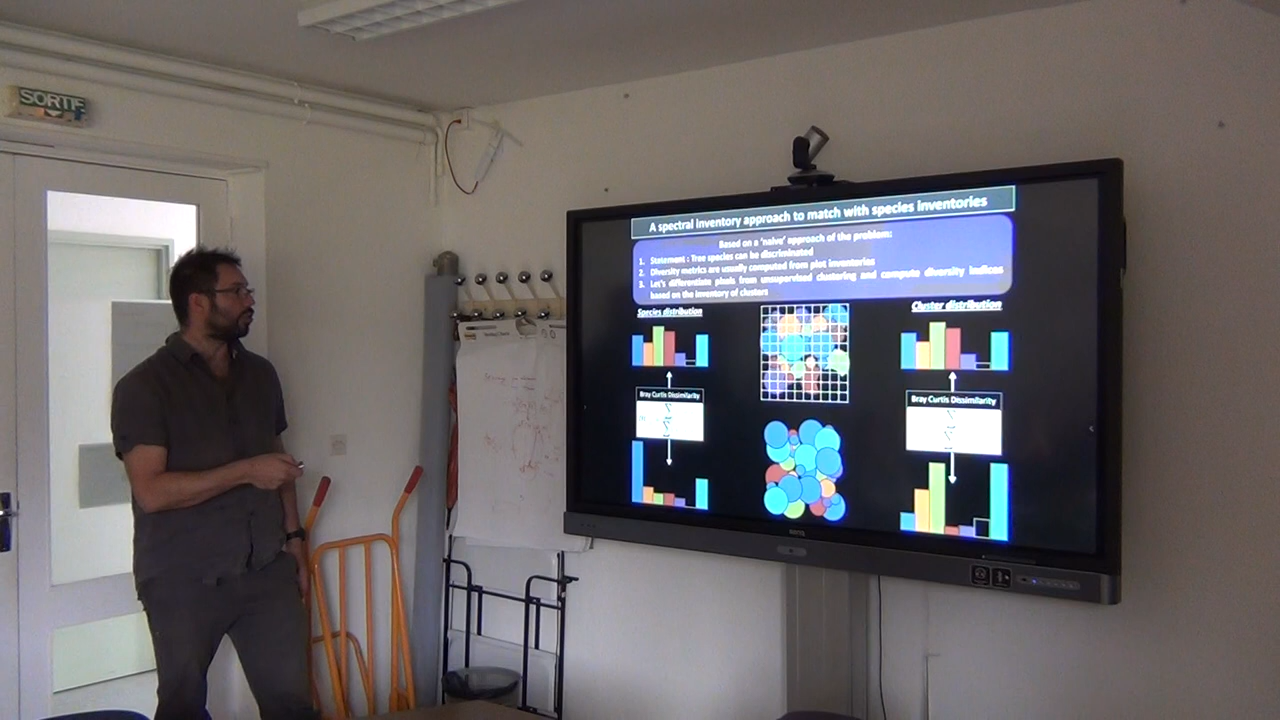 SORTIE
A spectral inventory approach to match with species inventories
Based on a 'naive' approach of the problem:
1. Statement : Tree species can be discriminated
2. Diversity metrics are usually computed from plot inventories
3. Let's differentiate pixels from unsupervised clustering and compute diversity indices
based on the inventory of clusters
Species distribution
Cluster distribution
Bray Curtis Dissimilarity
Bray Curtis Dissimilarity